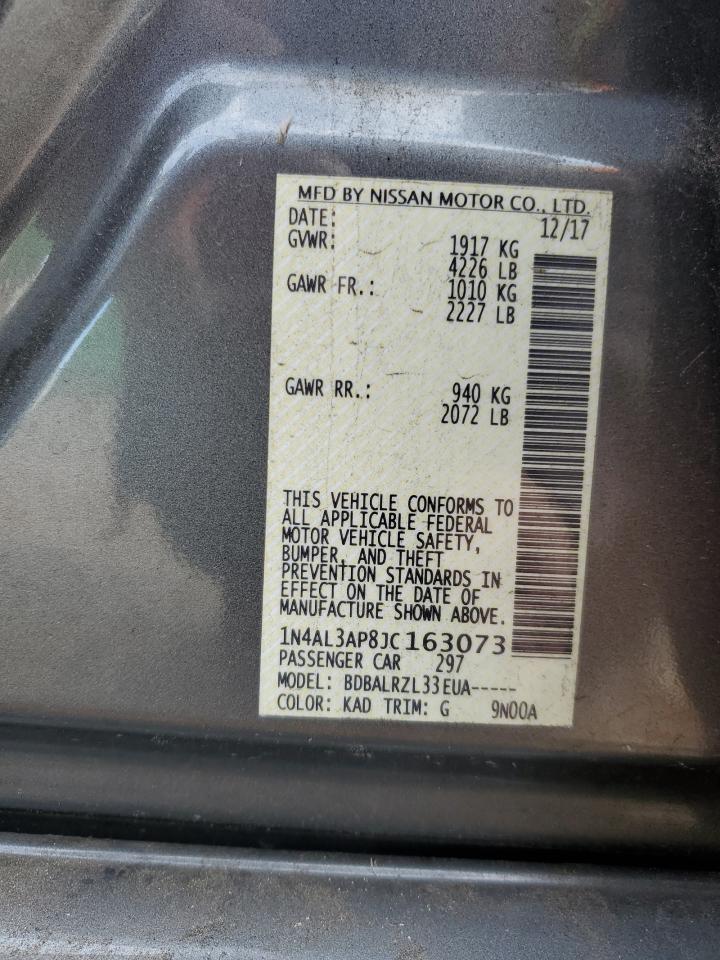 MFD BY NISSAN MOTOR CO., LTD.
DATE: 12/17
GVWR: 1917 KG
4226 LB
GAWR FR.: 1010 KG
2227 LB
GAWR RR.: 940 KG
2072 LB
THIS VEHICLE CONFORMS TO
ALL APPLICABLE FEDERAL
MOTOR VEHICLE SAFETY,
BUMPER, AND THEFT
PREVENTION STANDARDS IN
EFFECT ON THE DATE OF
MANUFACTURE SHOWN ABOVE.
1N4AL3AP8JC163073
PASSENGER CAR 297
MODEL: BDBALRZL33EUA-----
COLOR: KAD TRIM: G 9N00A